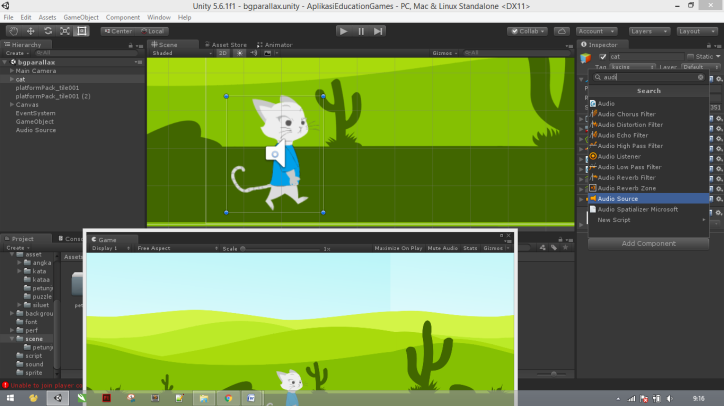 Unity 5.6.1f1 - bgparallax.unity - AplikasiEducationGames - PC, Mac & Linux Standalone <DX11>
File Edit Assets GameObject Component Window Help
Center Local Collab Account Layers Layout
Hierarchy Scene Asset Store Animator Inspector
Create All Shaded 2D Gizmos All cat Static
bgparallax
Main Camera
cat
platformPack_tile001
platformPack_tile001 (2)
Canvas
EventSystem
GameObject
Audio Source
Tag Layer Default
audi
Search
Audio
Audio Chorus Filter
Audio Distortion Filter
Audio Echo Filter
Audio High Pass Filter
Audio Listener
Audio Low Pass Filter
Audio Reverb Filter
Audio Reverb Zone
Audio Source
Audio Spatializer Microsoft
New Script
Add Component
Project Conso
Create
asset
angka
kata
kataa
petunj
puzzle
siluet
backgrou
font
perf
scene
petunj
script
sound
sprite
Assets
Game
Display 1 Free Aspect Scale 1x Maximize On Play Mute Audio Stats Gizmos
Unable to join player
9:16